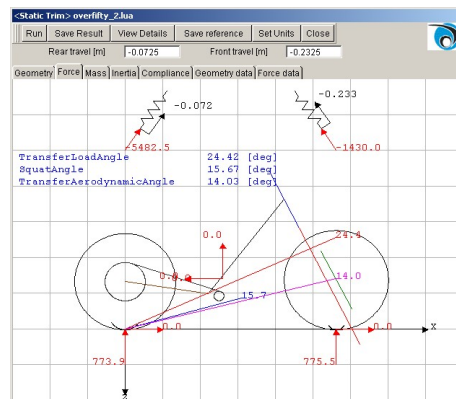 <Static Trim> overfifty_2.lua
Run Save Result View Details Save reference Set Units Close
Rear travel [m] -0.0725 Front travel [m] -0.2325
Geometry Force Mass Inertia Compliance Geometry data Force data
-0.072 -0.233
-5482.5 -1430.0
TransferLoadAngle 24.42 [deg]
SquatAngle 15.67 [deg]
TransferAerodynamicAngle 14.03 [deg]
0.0 24.4
14.0
15.7
0.0 0.0 x
773.9 775.5